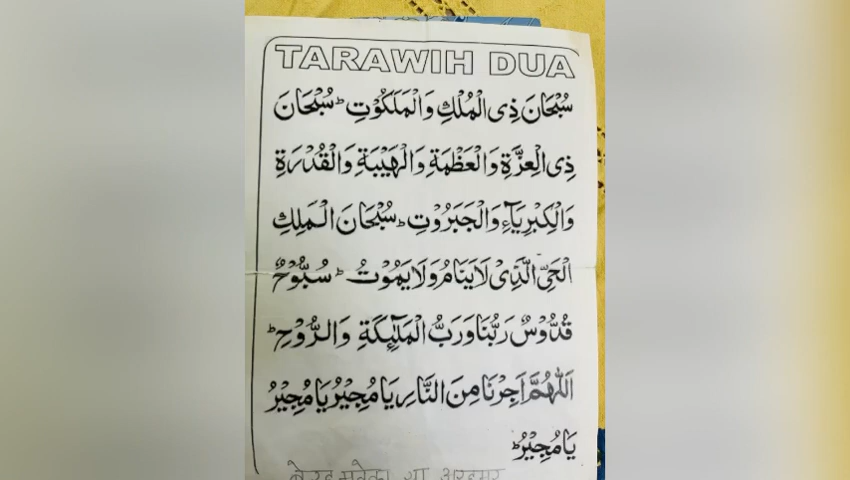 TARAWIH DUA
سُبْحَانَ ذِی الْمُلْكِ وَالْمَلَكُوْتِ ؕ سُبْحَانَ
ذِی الْعِزَّةِ وَالْعَظْمَةِ وَالْهَيْبَةِ وَالْقُدْرَةِ
وَالْكِبْرِيَآءِ وَالْجَبَرُوْتِ ؕ سُبْحَانَ الْمَلِكِ
الْحَیِّ الَّذِیْ لَا يَنَامُ وَلَا يَمُوْتُ ؕ سُبُّوْحٌ
قُدُّوْسٌ رَبُّنَا وَرَبُّ الْمَلٰٓئِكَةِ وَالرُّوْحِ ؕ
اَللّٰهُمَّ اَجِرْنَا مِنَ النَّارِ يَا مُجِيْرُ يَا مُجِيْرُ
يَا مُجِيْرُ ؕ
या